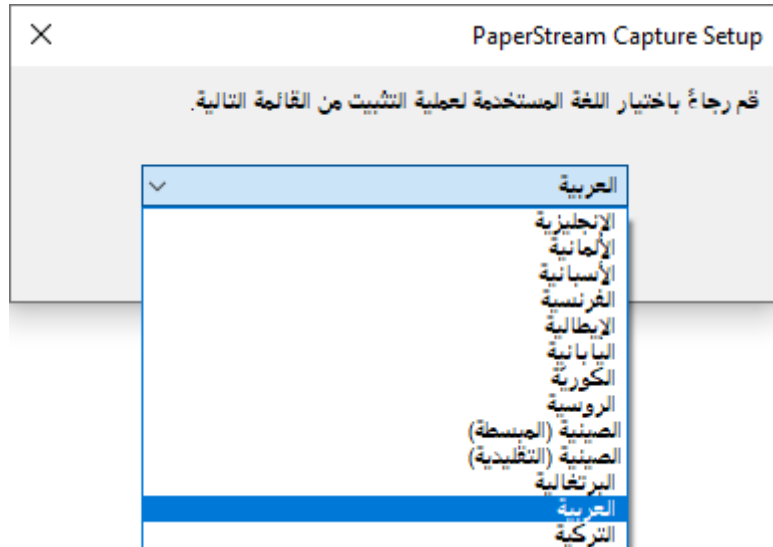 PaperStream Capture Setup
قم رجاءً باختيار اللغة المستخدمة لعملية التثبيت من القائمة التالية.
العربية
الإنجليزية
الألمانية
الأسبانية
الفرنسية
الإيطالية
اليابانية
الكوريّة
الروسية
الصينية (المبسطة)
الصينية (التقليدية)
البرتغالية
العربية
التركية